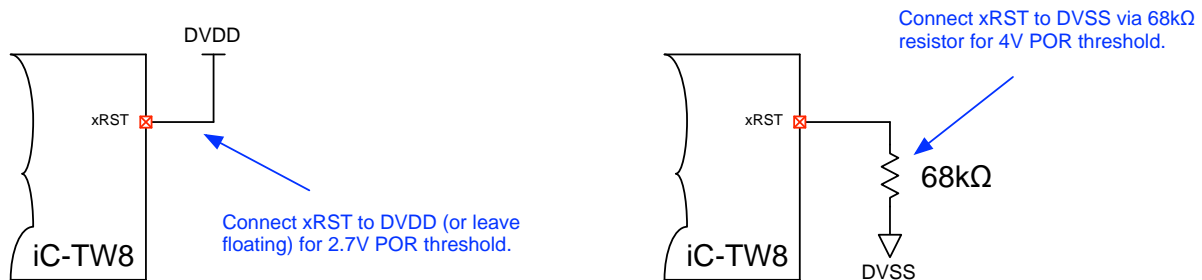 DVDD
xRST
Connect xRST to DVDD (or leave
floating) for 2.7V POR threshold.
iC-TW8
Connect xRST to DVSS via 68kΩ
resistor for 4V POR threshold.
xRST
68kΩ
iC-TW8
DVSS